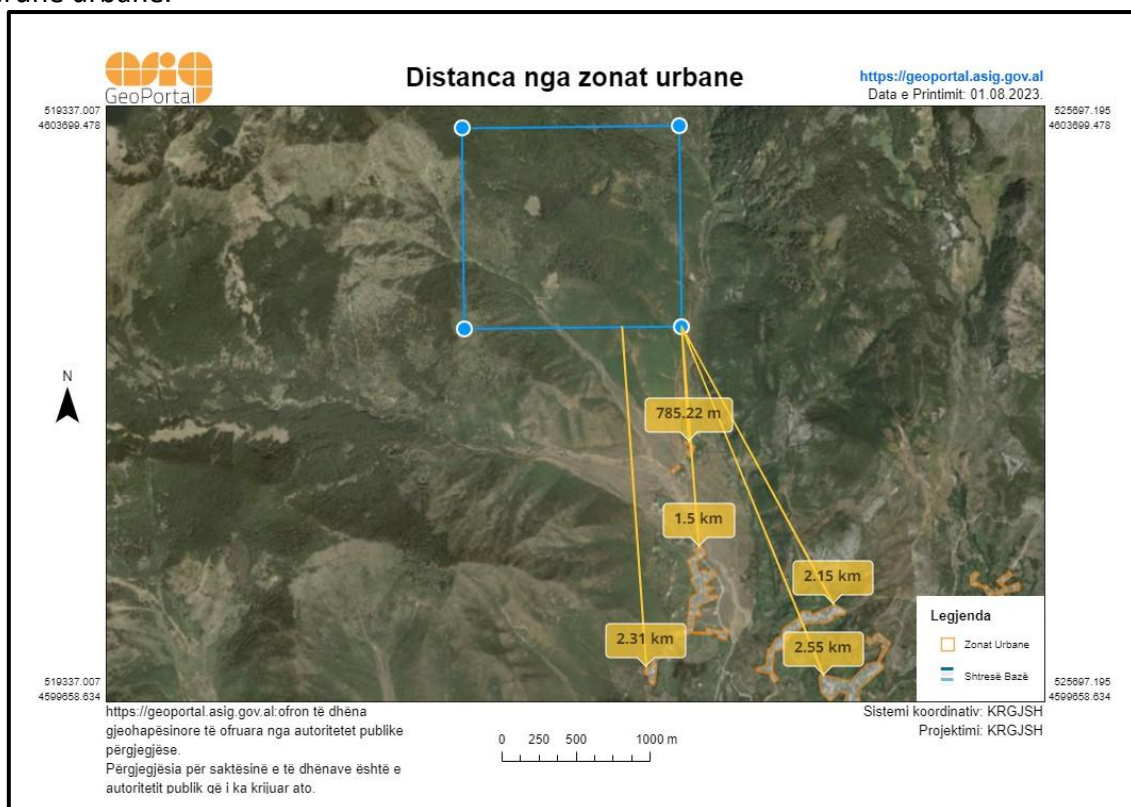 urbane.
asig
GeoPortal
Distanca nga zonat urbane
https://geoportal.asig.gov.al
Data e Printimit: 01.08.2023.
519337.007
4603699.478
525697.195
4603699.478
N
785.22 m
1.5 km
2.15 km
2.31 km
2.55 km
Legjenda
Zonat Urbane
Shtresë Bazë
519337.007
4599658.634
525697.195
4599658.634
https://geoportal.asig.gov.al:ofron të dhëna
gjeohapësinore të ofruara nga autoritetet publike
përgjegjëse.
Përgjegjësia për saktësinë e të dhënave është e
autoritetit publik që i ka krijuar ato.
0 250 500 1000 m
Sistemi koordinativ: KRGJSH
Projektimi: KRGJSH